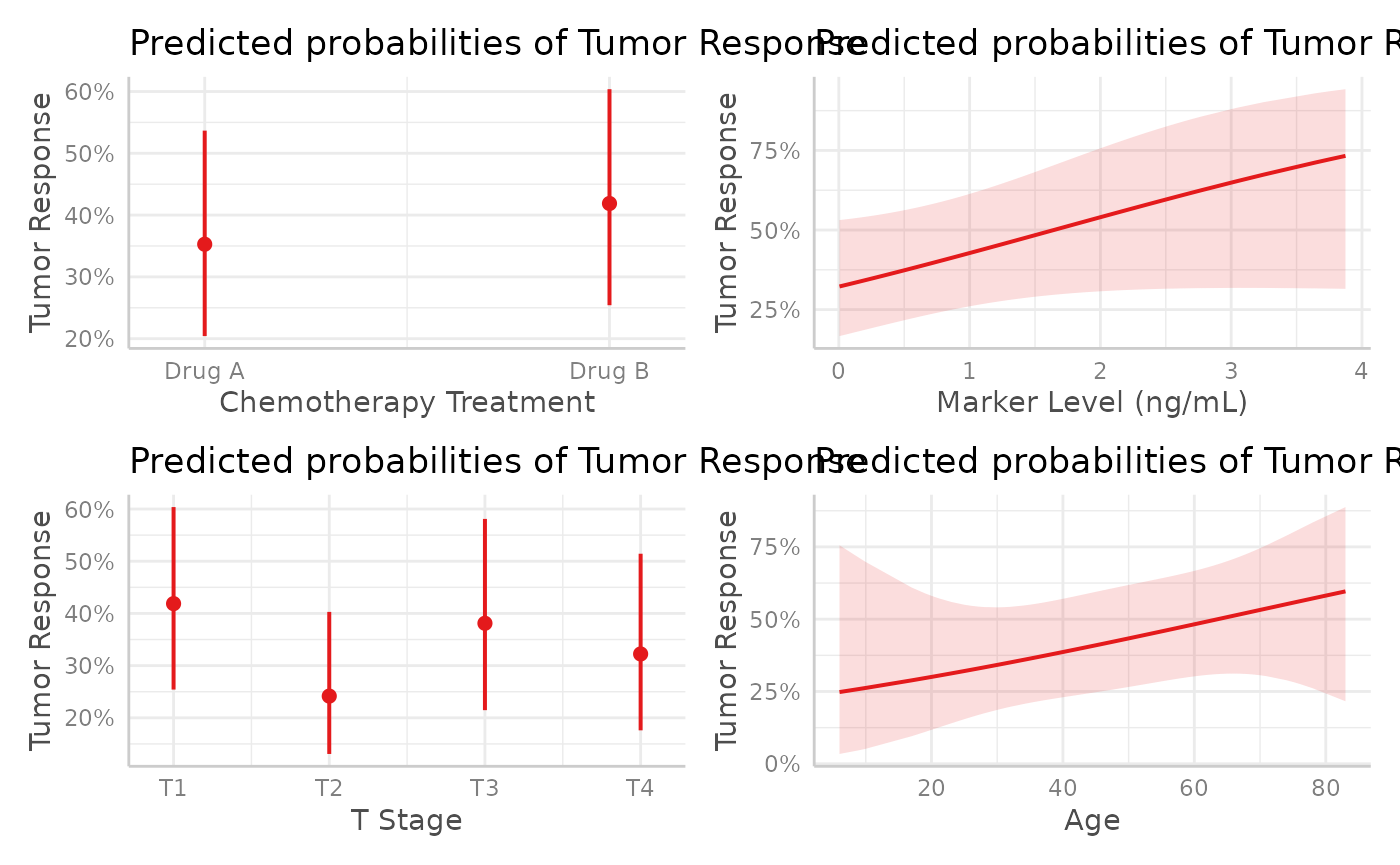 Predicted probabilities of Tumor Response
Tumor Response
60%
50%
40%
30%
20%
Drug A
Drug B
Chemotherapy Treatment
Predicted probabilities of Tumor R
Tumor Response
75%
50%
25%
0
1
2
3
4
Marker Level (ng/mL)
Predicted probabilities of Tumor Response
Tumor Response
60%
50%
40%
30%
20%
T1
T2
T3
T4
T Stage
Predicted probabilities of Tumor R
Tumor Response
75%
50%
25%
0%
20
40
60
80
Age